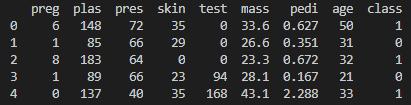 preg plas pres skin test mass pedi age class
0 6 148 72 35 0 33.6 0.627 50 1
1 1 85 66 29 0 26.6 0.351 31 0
2 8 183 64 0 0 23.3 0.672 32 1
3 1 89 66 23 94 28.1 0.167 21 0
4 0 137 40 35 168 43.1 2.288 33 1